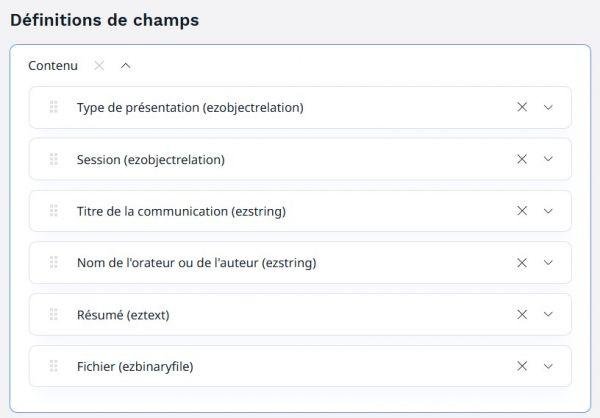 Définitions de champs
Contenu
Type de présentation (ezobjectrelation)
Session (ezobjectrelation)
Titre de la communication (ezstring)
Nom de l'orateur ou de l'auteur (ezstring)
Résumé (eztext)
Fichier (ezbinaryfile)